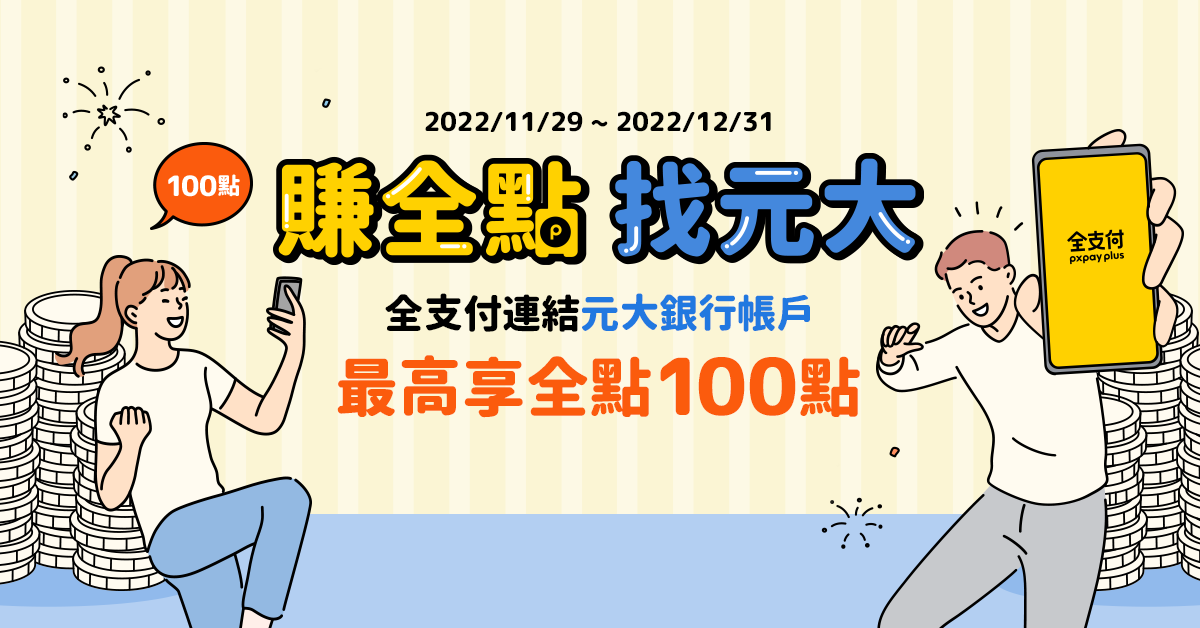 2022/11/29 ~ 2022/12/31
100點
賺全點 找元大
全支付
pxpay plus
全支付連結元大銀行帳戶
最高享全點100點